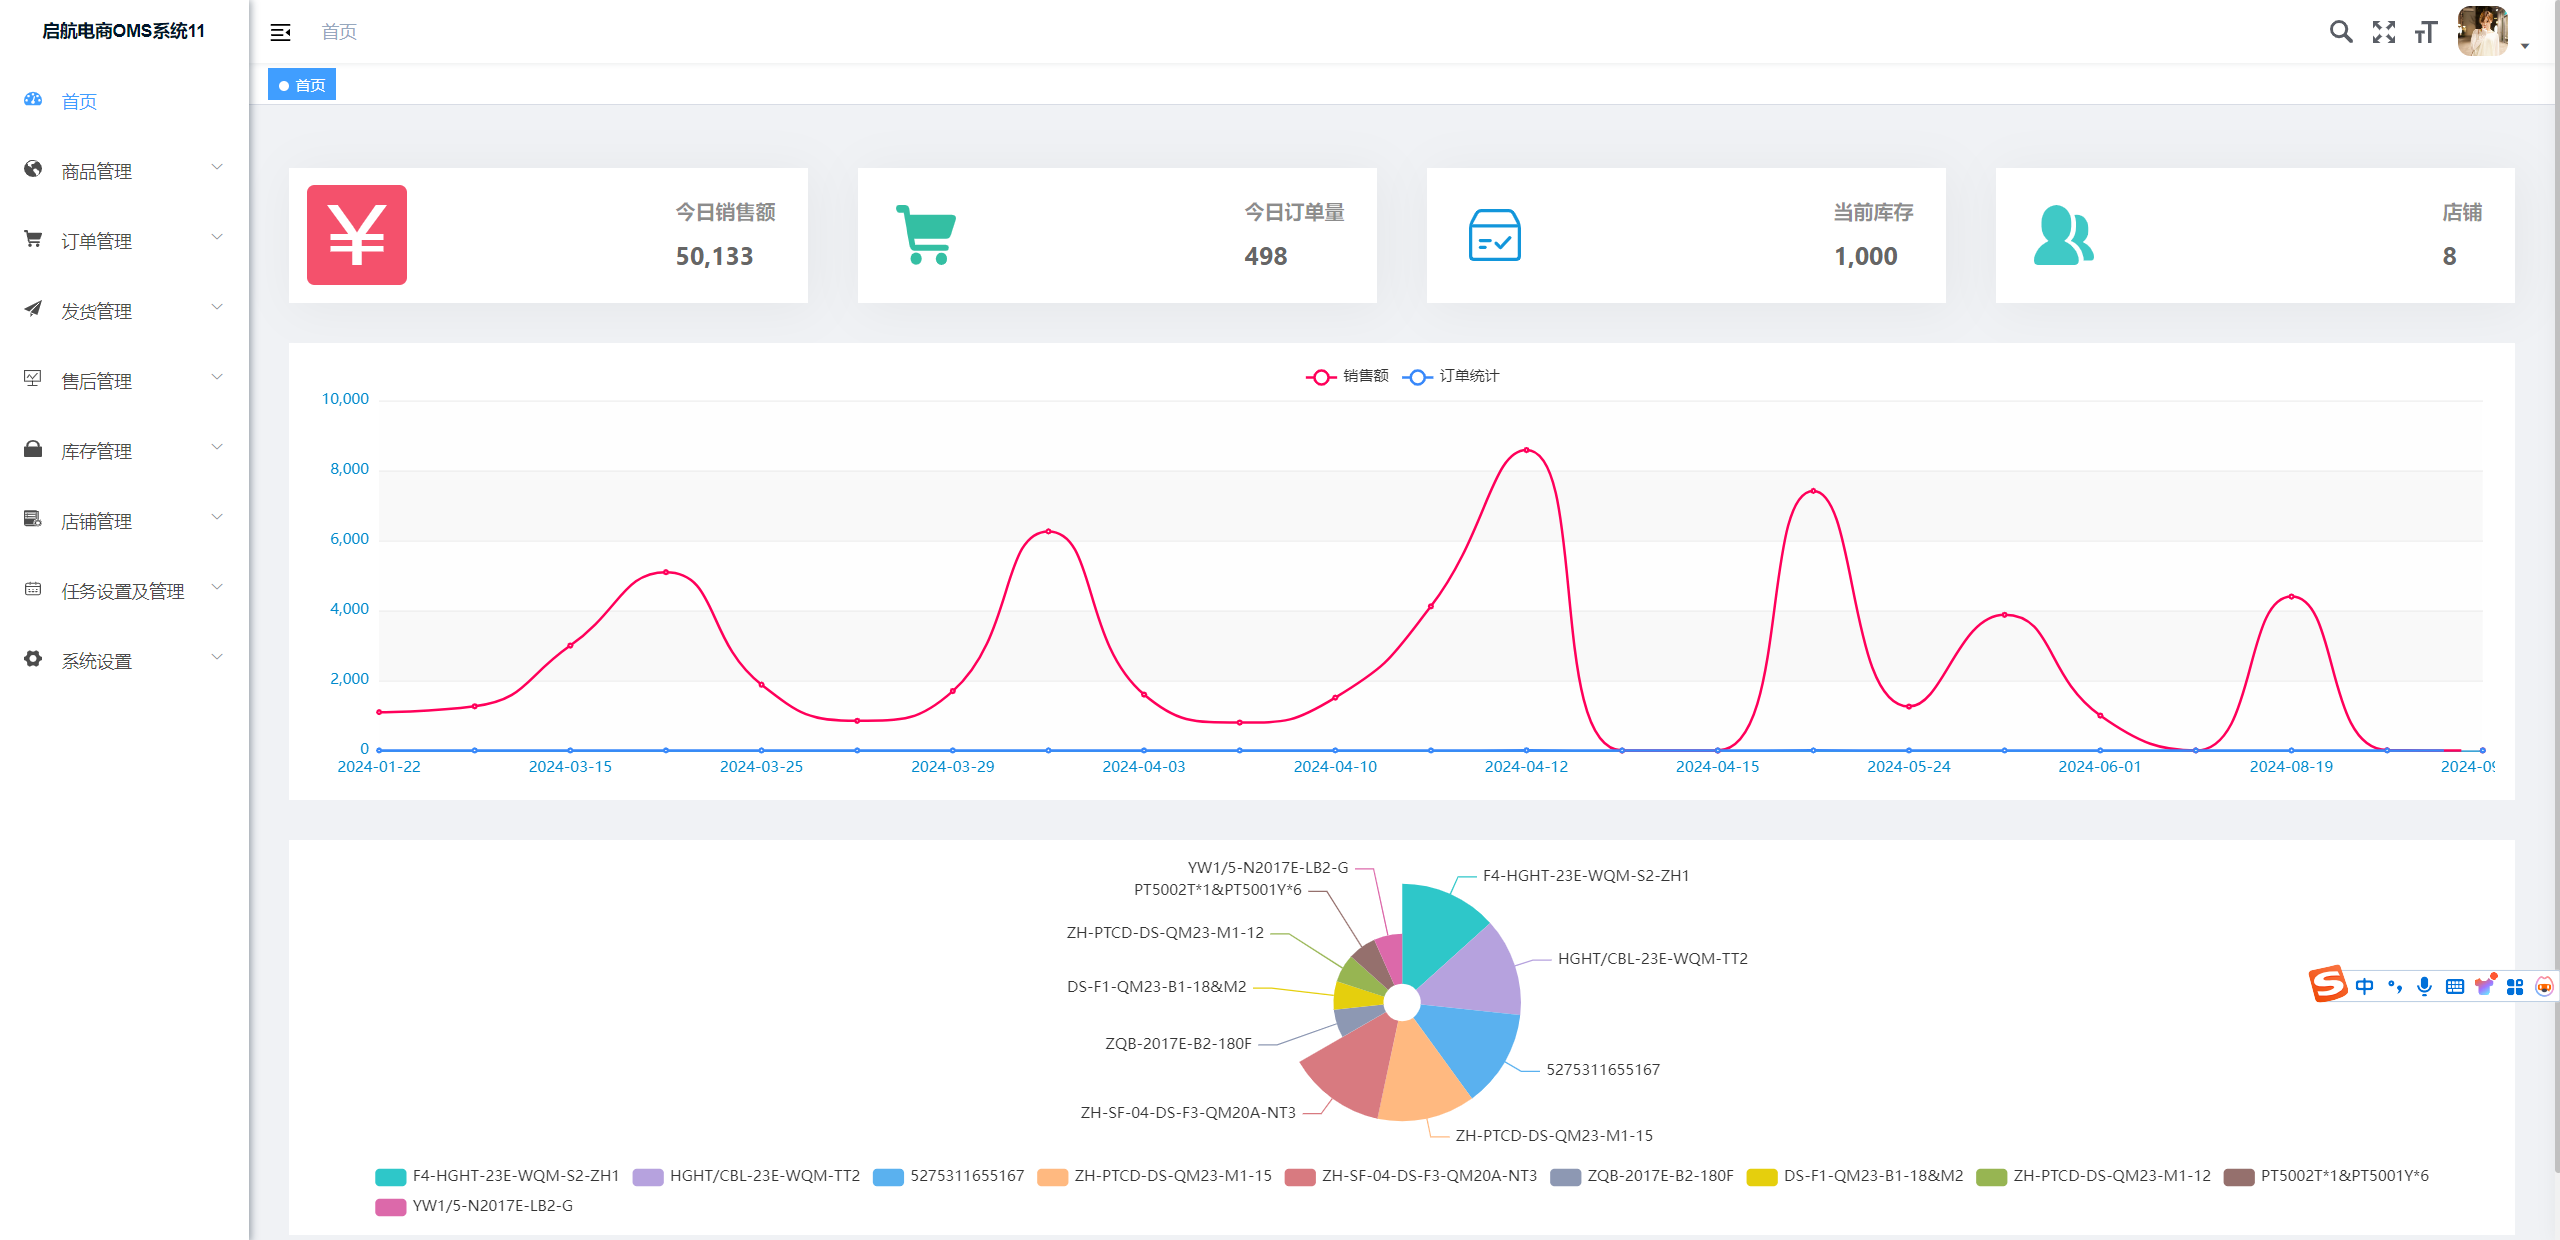 启航电商OMS系统11
首页
商品管理
订单管理
发货管理
售后管理
库存管理
店铺管理
任务设置及管理
系统设置
首页
首页
今日销售额
50,133
今日订单量
498
当前库存
1,000
店铺
8
销售额 订单统计
10,000
8,000
6,000
4,000
2,000
0
2024-01-22 2024-03-15 2024-03-25 2024-03-29 2024-04-03 2024-04-10 2024-04-12 2024-04-15 2024-05-24 2024-06-01 2024-08-19 2024-09
YW1/5-N2017E-LB2-G
PT5002T*1&PT5001Y*6
ZH-PTCD-DS-QM23-M1-12
DS-F1-QM23-B1-18&M2
ZQB-2017E-B2-180F
ZH-SF-04-DS-F3-QM20A-NT3
F4-HGHT-23E-WQM-S2-ZH1
HGHT/CBL-23E-WQM-TT2
5275311655167
ZH-PTCD-DS-QM23-M1-15
F4-HGHT-23E-WQM-S2-ZH1 HGHT/CBL-23E-WQM-TT2 5275311655167 ZH-PTCD-DS-QM23-M1-15 ZH-SF-04-DS-F3-QM20A-NT3 ZQB-2017E-B2-180F DS-F1-QM23-B1-18&M2 ZH-PTCD-DS-QM23-M1-12 PT5002T*1&PT5001Y*6
YW1/5-N2017E-LB2-G
中